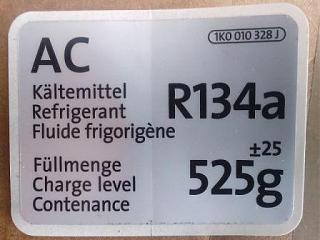 1K0 010 328 J
AC
Kältemittel
Refrigerant
Fluide frigorigène
R134a
Füllmenge
Charge level
Contenance
±25
525g